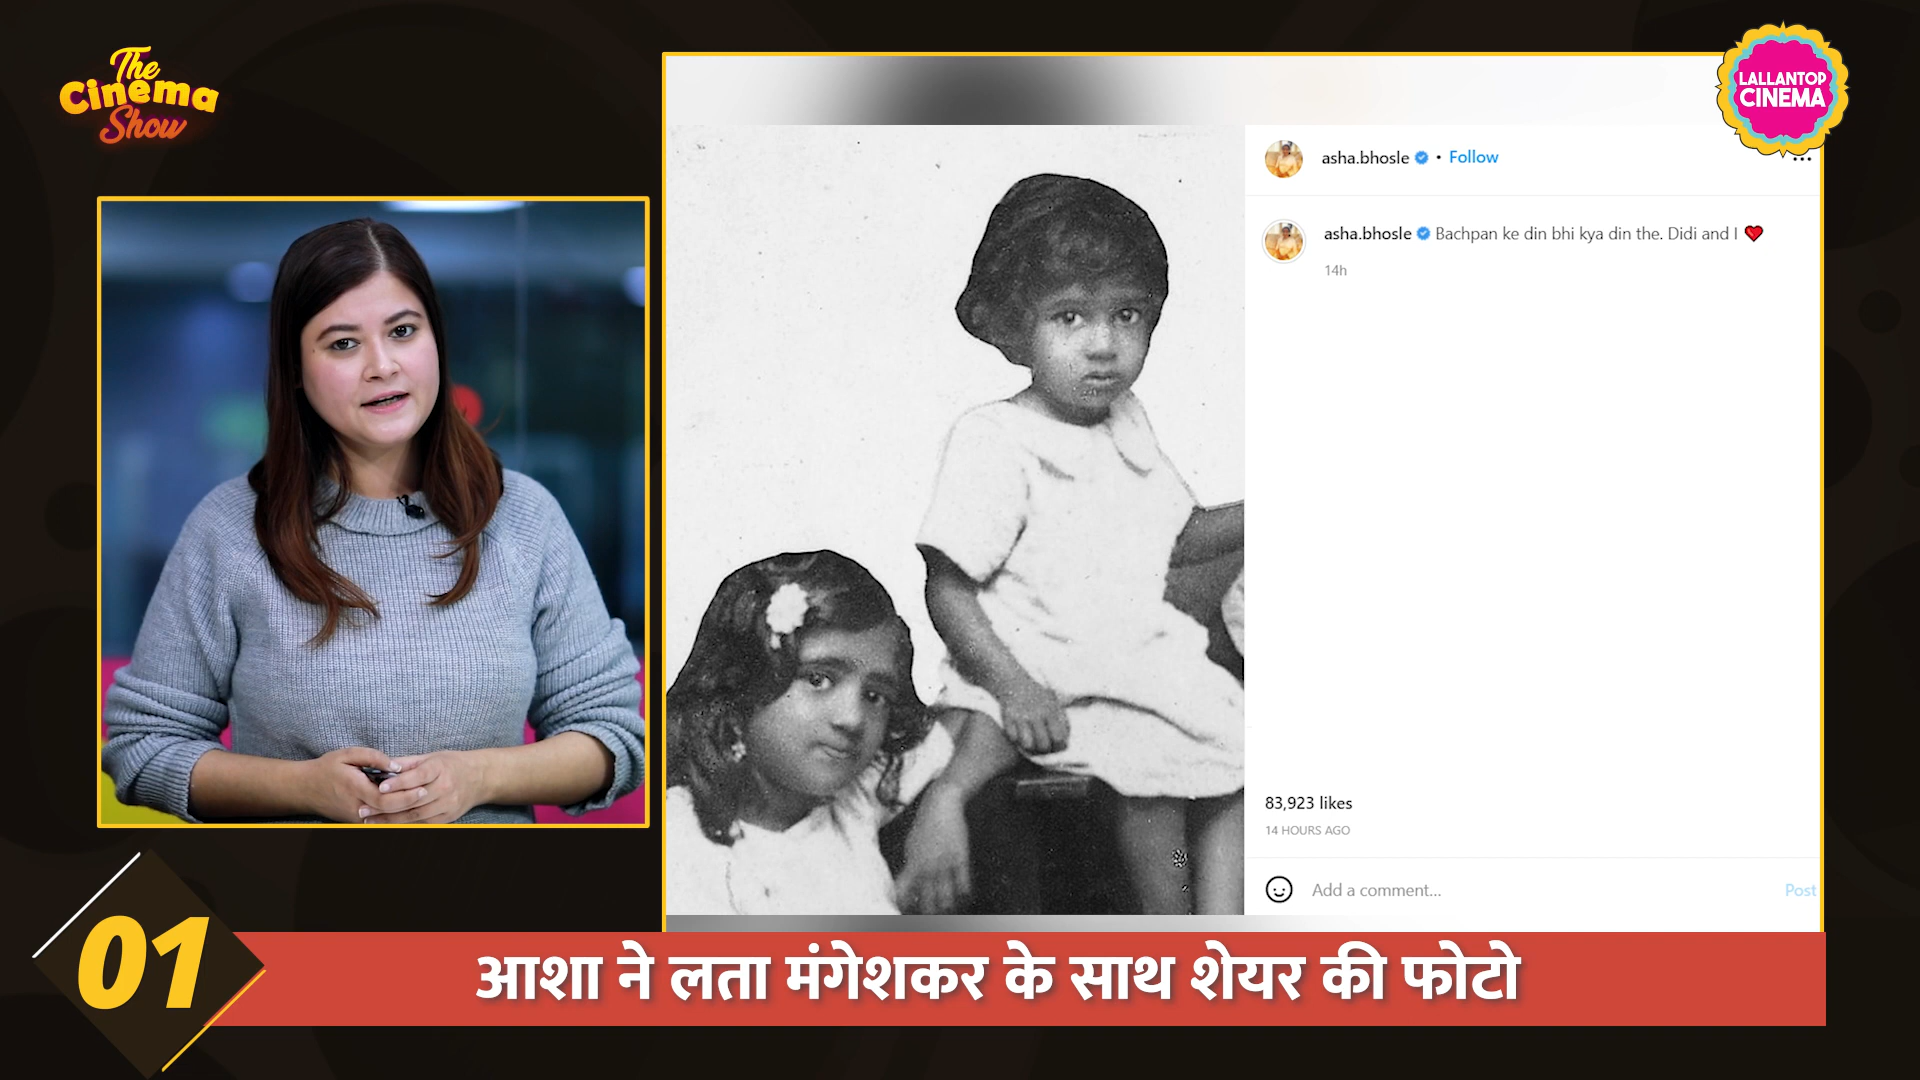 The
Cinema
Show
LALLANTOP
CINEMA
asha.bhosle • Follow
asha.bhosle Bachpan ke din bhi kya din the. Didi and I ❤️
14h
83,923 likes
14 HOURS AGO
Add a comment...
Post
01
आशा ने लता मंगेशकर के साथ शेयर की फोटो